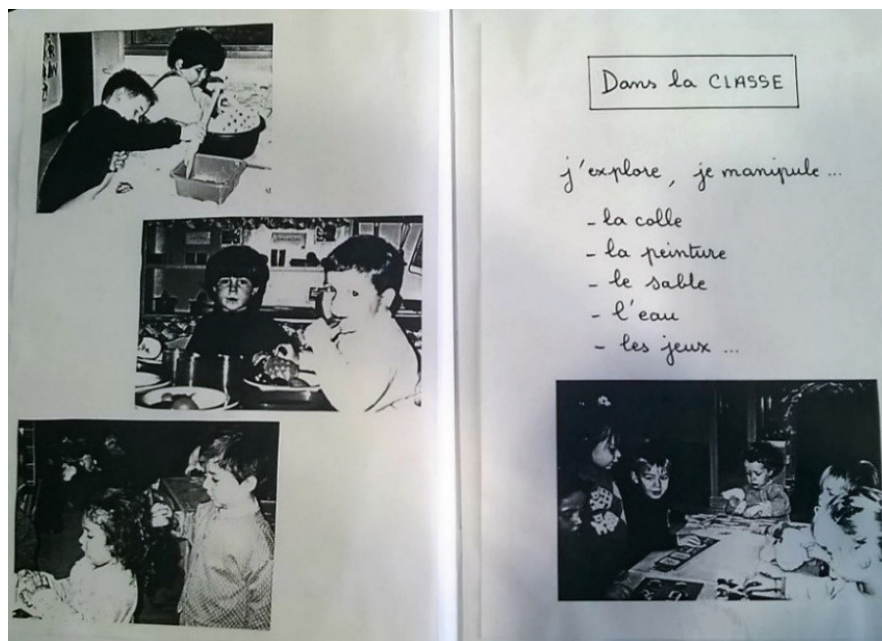 Dans la CLASSE
j'explore, je manipule ...
- la colle
- la peinture
- le sable
- l'eau
- les jeux ...